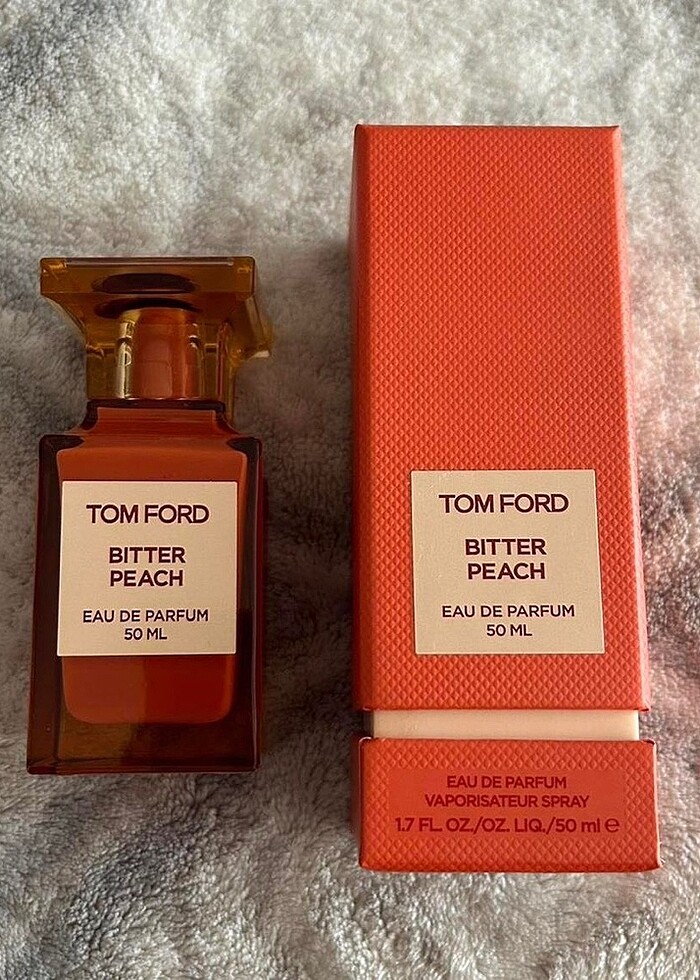 TOM FORD
BITTER
PEACH
EAU DE PARFUM
50 ML
TOM FORD
BITTER
PEACH
EAU DE PARFUM
50 ML
EAU DE PARFUM
VAPORISATEUR SPRAY
1.7 FL. OZ./OZ. LIQ./50 ml ℮